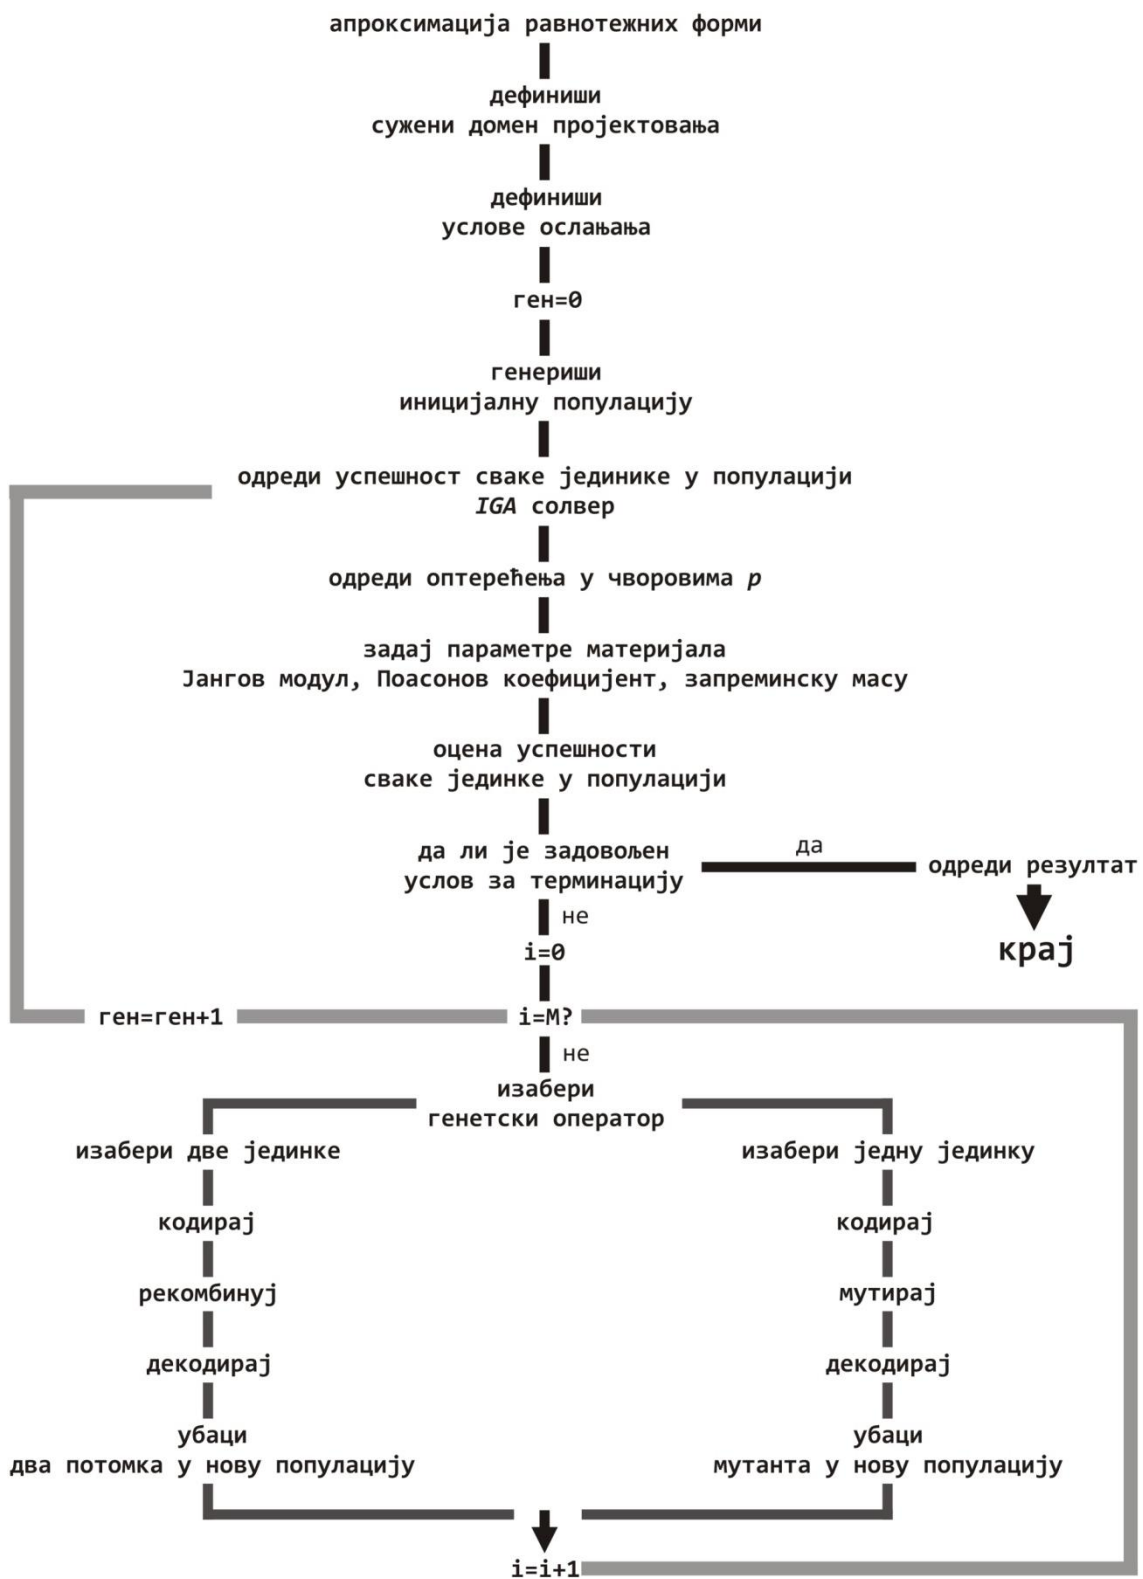 апроксимација равнотежних форми
дефиниши
сужени домен пројектовања
дефиниши
услове ослањања
ген=0
генериши
иницијалну популацију
одреди успешност сваке јединике у популацији
IGA солвер
одреди оптерећења у чворовима p
задај параметре материјала
Јангов модул, Поасонов коефицијент, запреминску масу
оцена успешности
сваке јединке у популацији
да ли је задовољен
услов за терминацију
да
одреди резултат
крај
не
i=0
ген=ген+1
i=M?
не
изабери
генетски оператор
изабери две јединке
кодирај
рекомбинуј
декодирај
убаци
два потомка у нову популацију
изабери једну јединку
кодирај
мутирај
декодирај
убаци
мутанта у нову популацију
i=i+1